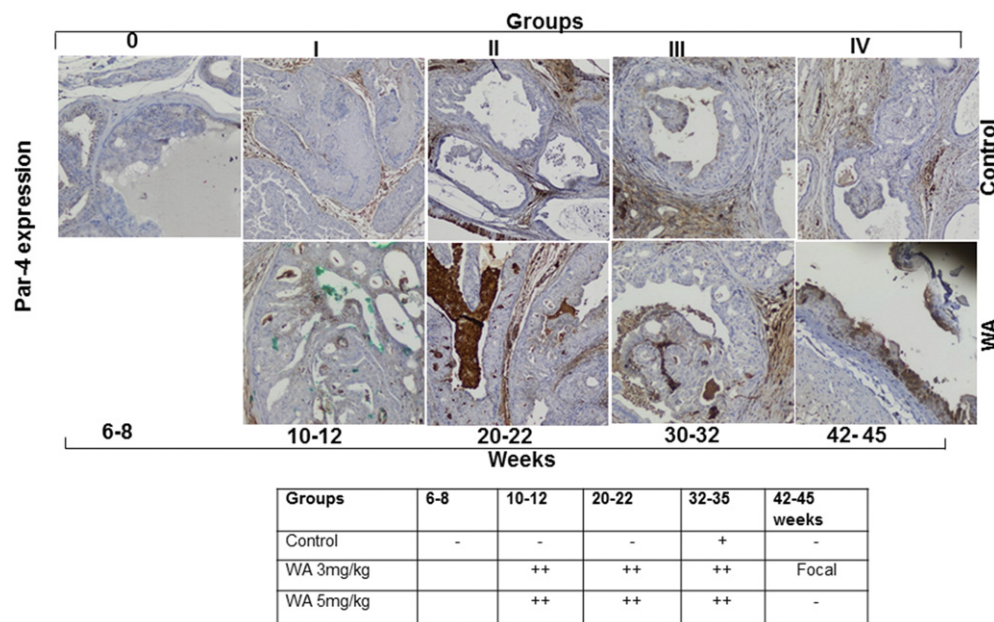 Groups
0 I II III IV
Par-4 expression
Control
WA
6-8 10-12 20-22 30-32 42- 45
Weeks
Groups 6-8 10-12 20-22 32-35 42-45 weeks
Control - - - + -
WA 3mg/kg ++ ++ ++ Focal
WA 5mg/kg ++ ++ ++ -